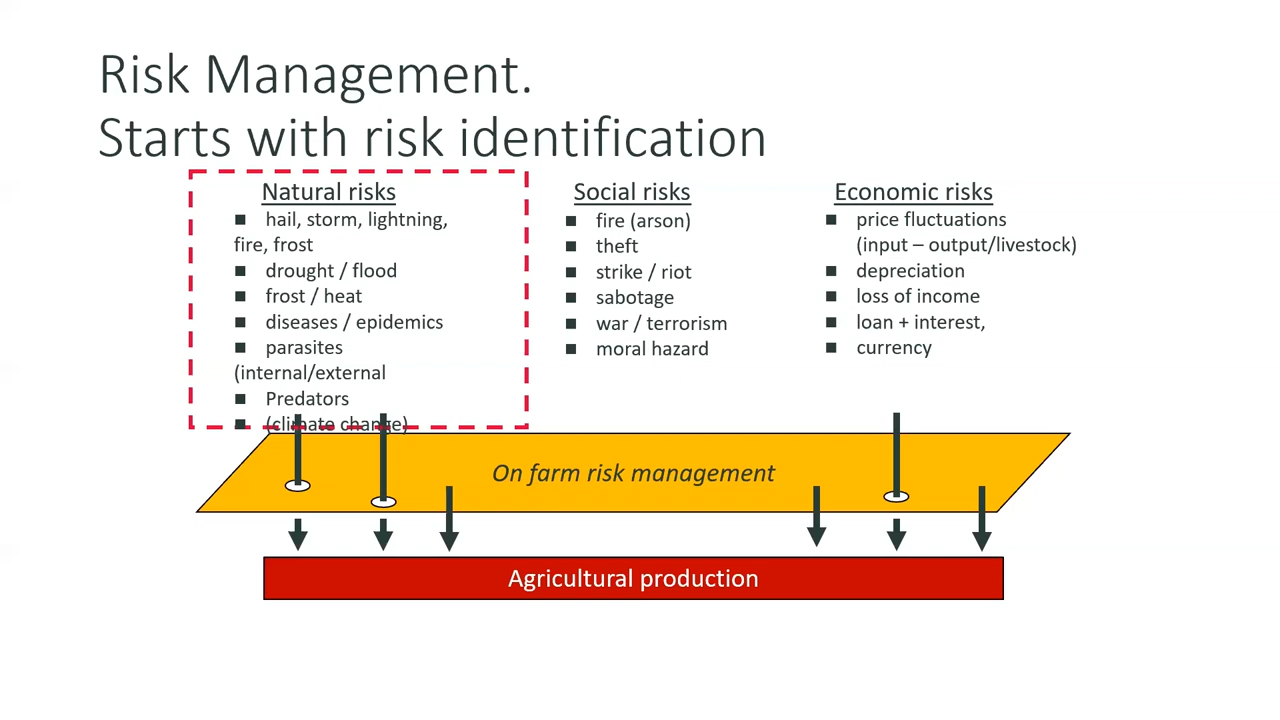 Risk Management.
Starts with risk identification
Natural risks
■ hail, storm, lightning,
fire, frost
■ drought / flood
■ frost / heat
■ diseases / epidemics
■ parasites
(internal/external
■ Predators
■ (climate change)
Social risks
■ fire (arson)
■ theft
■ strike / riot
■ sabotage
■ war / terrorism
■ moral hazard
Economic risks
■ price fluctuations
(input – output/livestock)
■ depreciation
■ loss of income
■ loan + interest,
■ currency
On farm risk management
Agricultural production